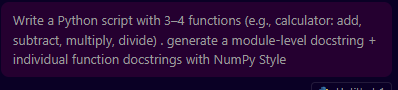 Write a Python script with 3–4 functions (e.g., calculator: add,
subtract, multiply, divide) . generate a module-level docstring +
individual function docstrings with NumPy Style